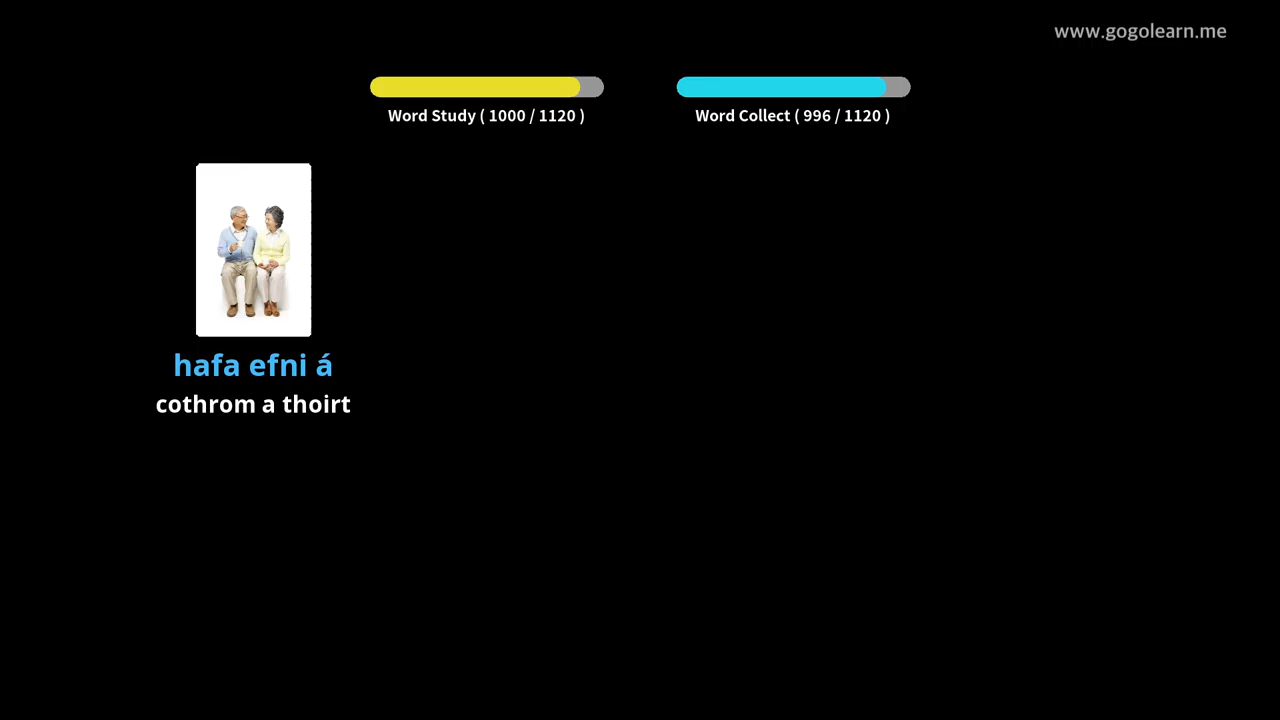 www.gogolearn.me
Word Study ( 1000 / 1120 )
Word Collect ( 996 / 1120 )
hafa efni á
cothrom a thoirt